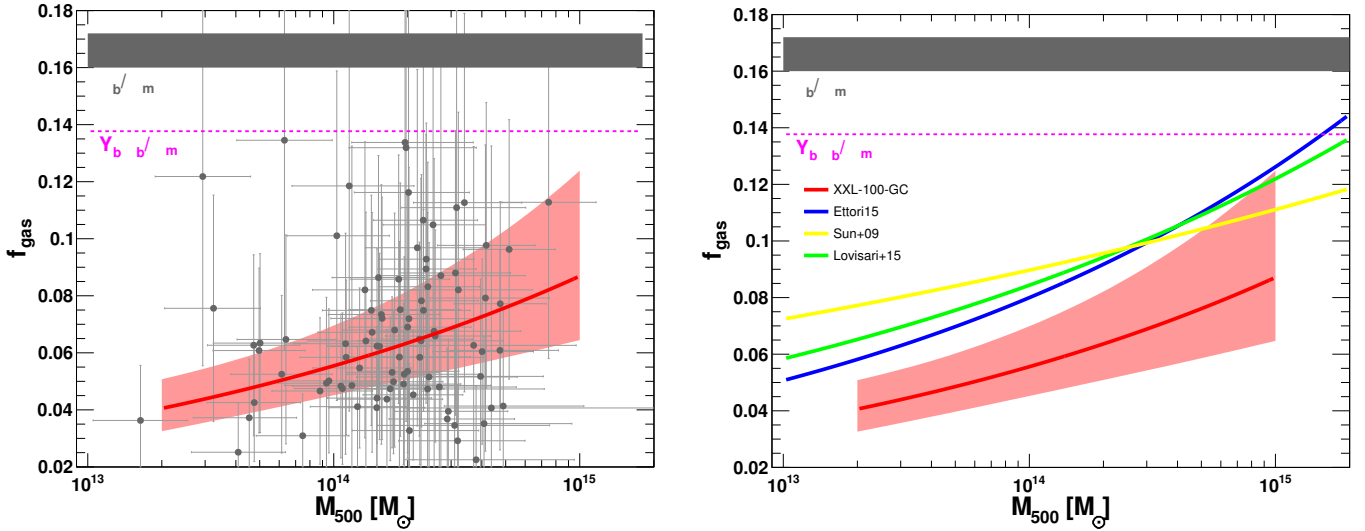 0.18
0.16
0.14
0.12
0.1
0.08
0.06
0.04
0.02
f_gas
b/ m
Y_b b/ m
10^13
10^14
10^15
M_500 [M_⊙]
0.18
0.16
0.14
0.12
0.1
0.08
0.06
0.04
0.02
f_gas
b/ m
Y_b b/ m
XXL-100-GC
Ettori15
Sun+09
Lovisari+15
10^13
10^14
10^15
M_500 [M_⊙]